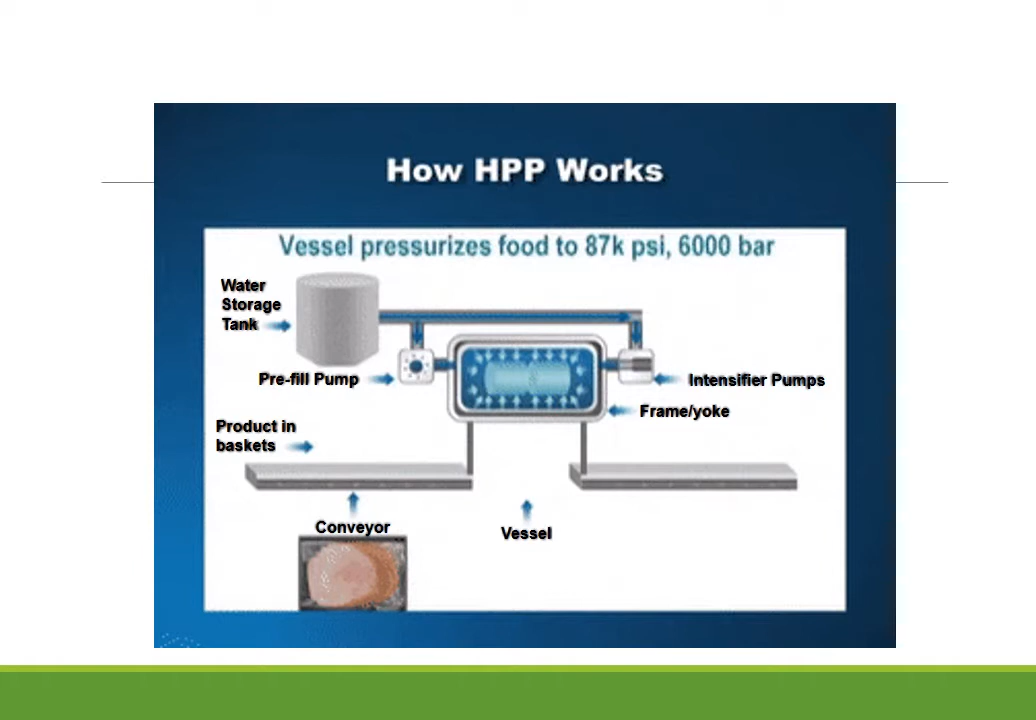 How HPP Works
Vessel pressurizes food to 87k psi, 6000 bar
Water
Storage
Tank
Pre-fill Pump
Intensifier Pumps
Frame/yoke
Product in
baskets
Conveyor
Vessel